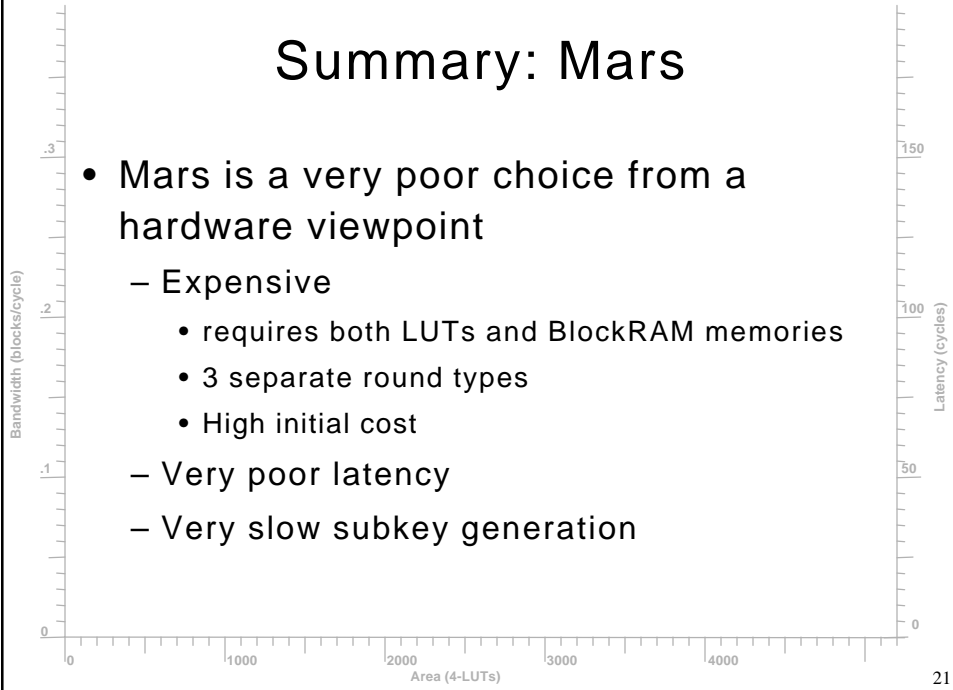 Summary: Mars
• Mars is a very poor choice from a
hardware viewpoint
– Expensive
• requires both LUTs and BlockRAM memories
• 3 separate round types
• High initial cost
– Very poor latency
– Very slow subkey generation
Bandwidth (blocks/cycle)
.3
.2
.1
0
150
100
50
0
Latency (cycles)
0 1000 2000 3000 4000
Area (4-LUTs)
21